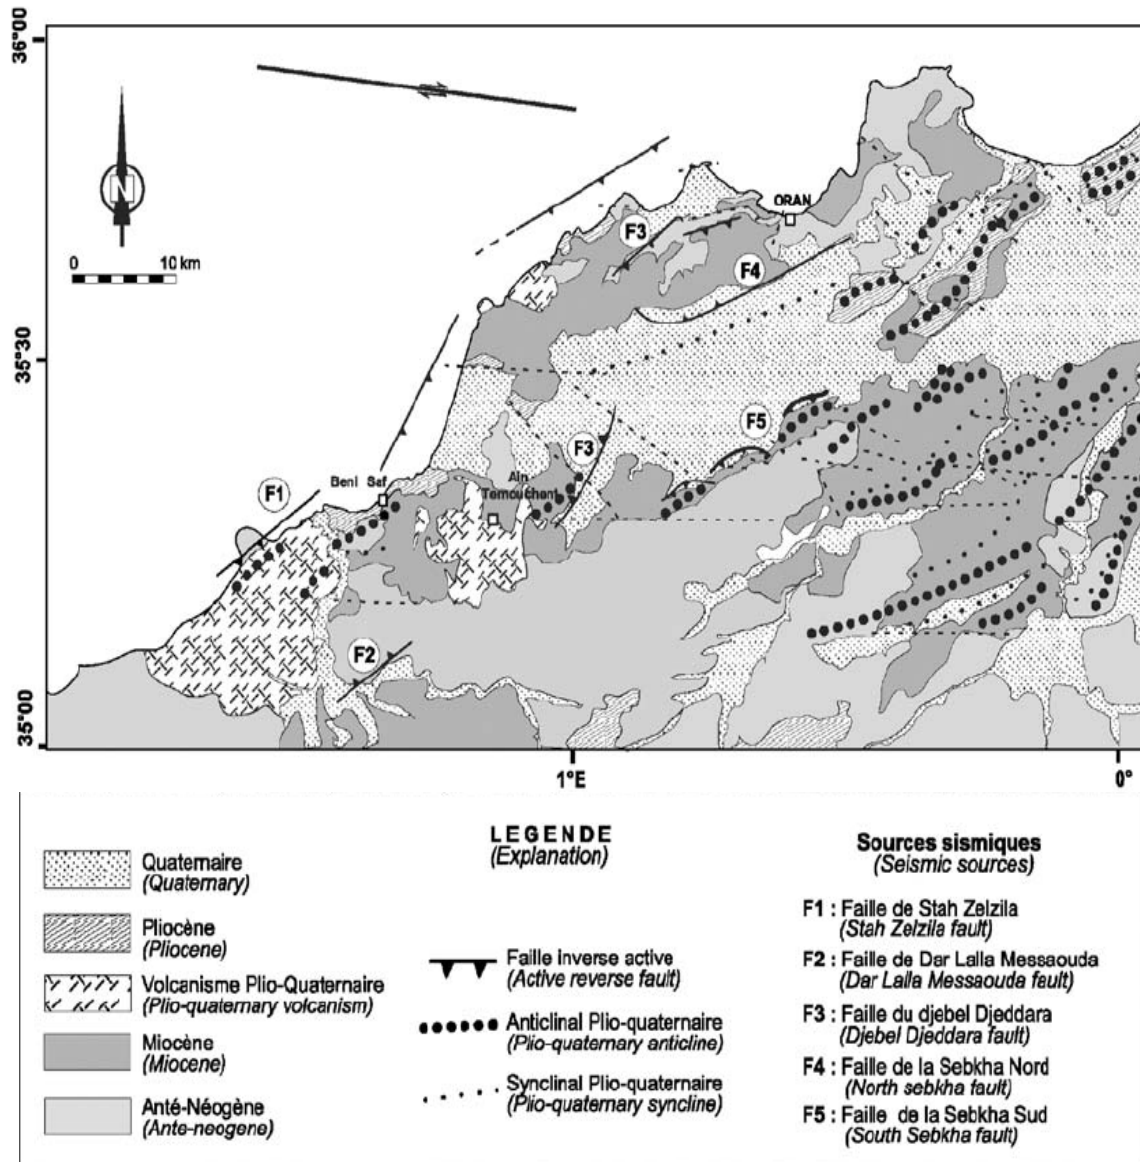 36°00
N
0 10 km
ORAN
F3
F4
35°30
F5
F3
Beni Saf
Ain
Temouchent
F1
F2
35°00
1°E
0°
LEGENDE
(Explanation)
Quaternaire
(Quaternary)
Pliocène
(Pliocene)
Volcanisme Plio-Quaternaire
(Plio-quaternary volcanism)
Miocène
(Miocene)
Anté-Néogène
(Ante-neogene)
Faille inverse active
(Active reverse fault)
Anticlinal Plio-quaternaire
(Plio-quaternary anticline)
Synclinal Plio-quaternaire
(Plio-quaternary syncline)
Sources sismiques
(Seismic sources)
F1 : Faille de Stah Zelzila
(Stah Zelzila fault)
F2 : Faille de Dar Lalla Messaouda
(Dar Lalla Messaouda fault)
F3 : Faille du djebel Djeddara
(Djebel Djeddara fault)
F4 : Faille de la Sebkha Nord
(North sebkha fault)
F5 : Faille de la Sebkha Sud
(South Sebkha fault)